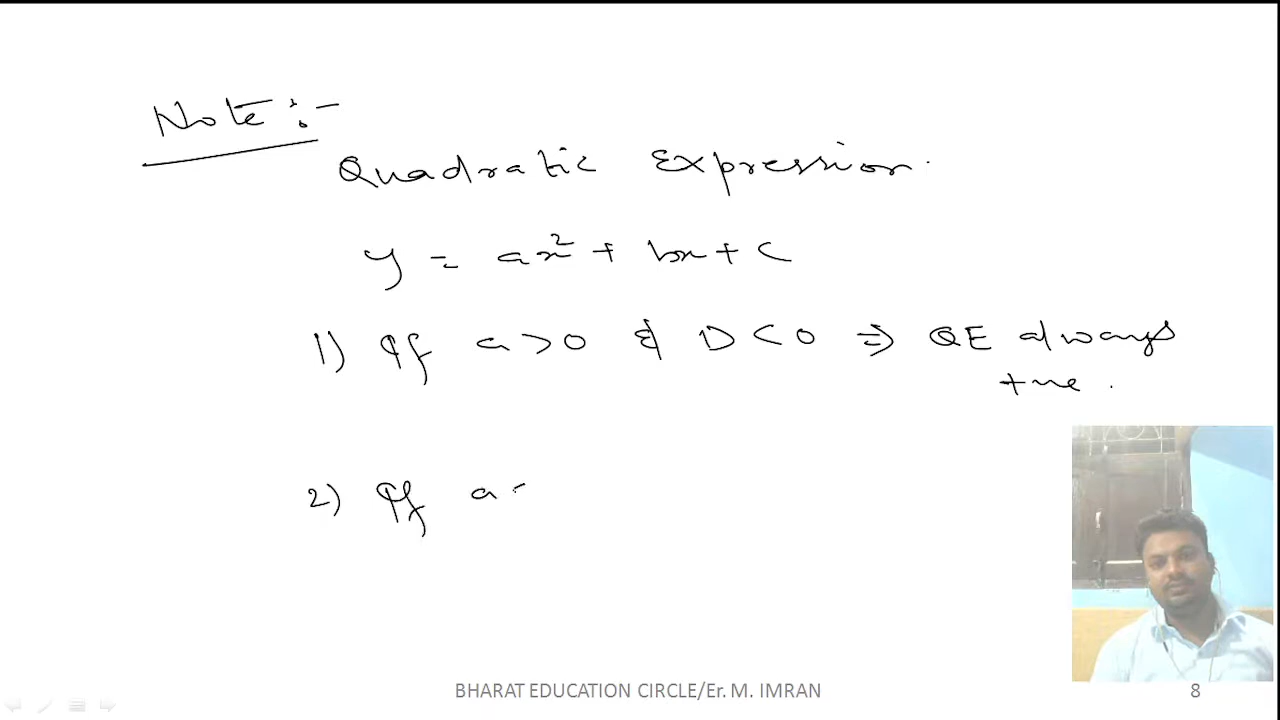 Note :-
Quadratic Expression.
y = ax² + bx + c
1) If a > 0 & D < 0 ⇒ QE always
+ve.
2) If a
BHARAT EDUCATION CIRCLE/Er. M. IMRAN
8